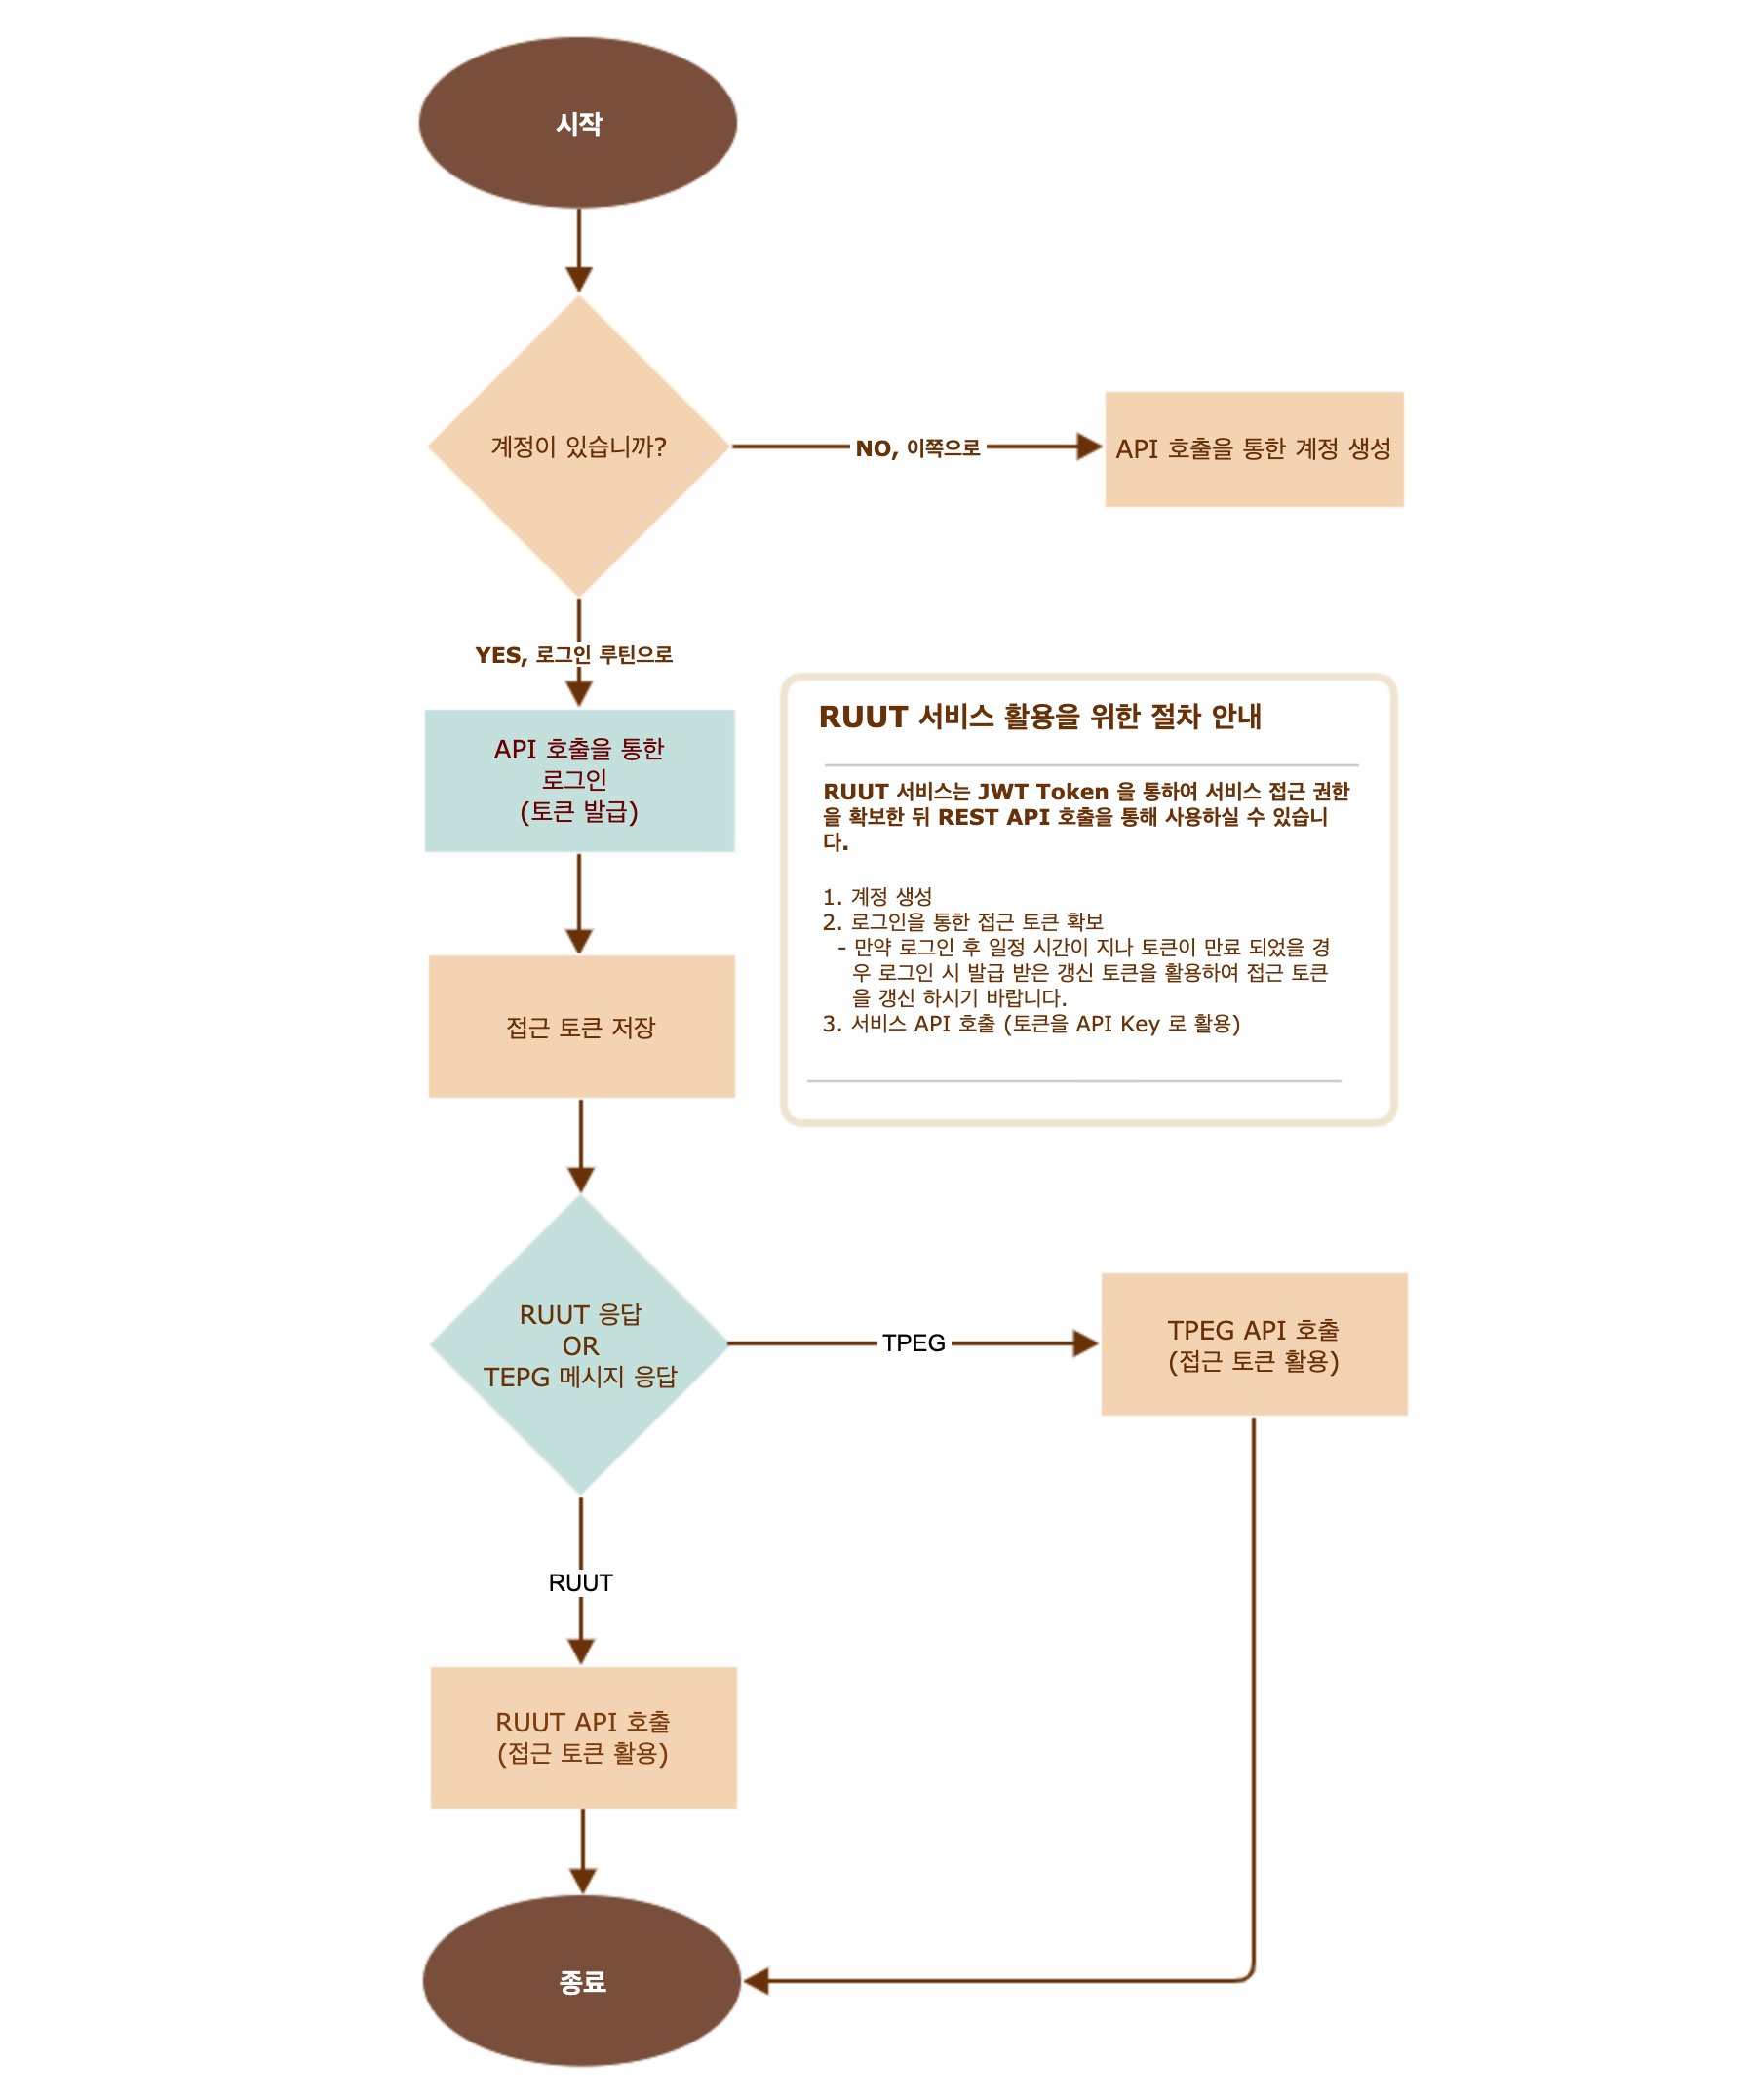 시작
계정이 있습니까?
NO, 이쪽으로
API 호출을 통한 계정 생성
YES, 로그인 루틴으로
API 호출을 통한
로그인
(토큰 발급)
RUUT 서비스 활용을 위한 절차 안내
RUUT 서비스는 JWT Token 을 통하여 서비스 접근 권한
을 확보한 뒤 REST API 호출을 통해 사용하실 수 있습니
다.
1. 계정 생성
2. 로그인을 통한 접근 토큰 확보
- 만약 로그인 후 일정 시간이 지나 토큰이 만료 되었을 경
우 로그인 시 발급 받은 갱신 토큰을 활용하여 접근 토큰
을 갱신 하시기 바랍니다.
3. 서비스 API 호출 (토큰을 API Key 로 활용)
접근 토큰 저장
RUUT 응답
OR
TEPG 메시지 응답
TPEG
TPEG API 호출
(접근 토큰 활용)
RUUT
RUUT API 호출
(접근 토큰 활용)
종료